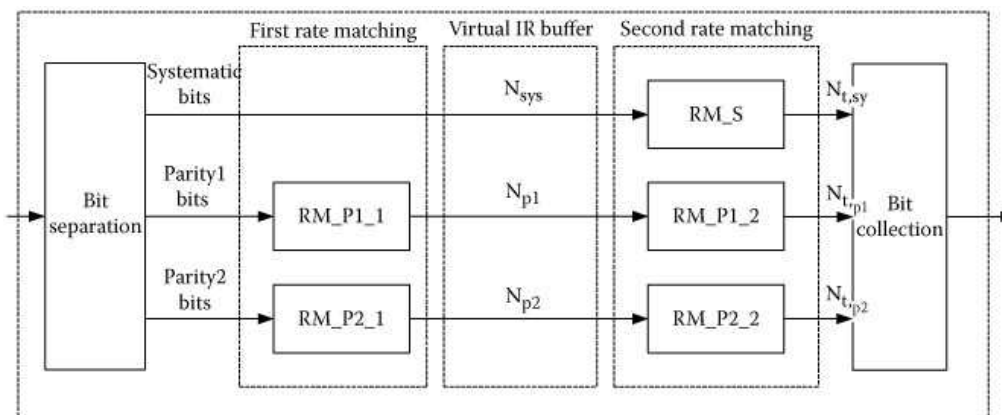 First rate matching
Virtual IR buffer
Second rate matching
Systematic
bits
N_sys
RM_S
N_t,sy
Bit
separation
Parity1
bits
RM_P1_1
N_p1
RM_P1_2
N_t,p1
Bit
collection
Parity2
bits
RM_P2_1
N_p2
RM_P2_2
N_t,p2